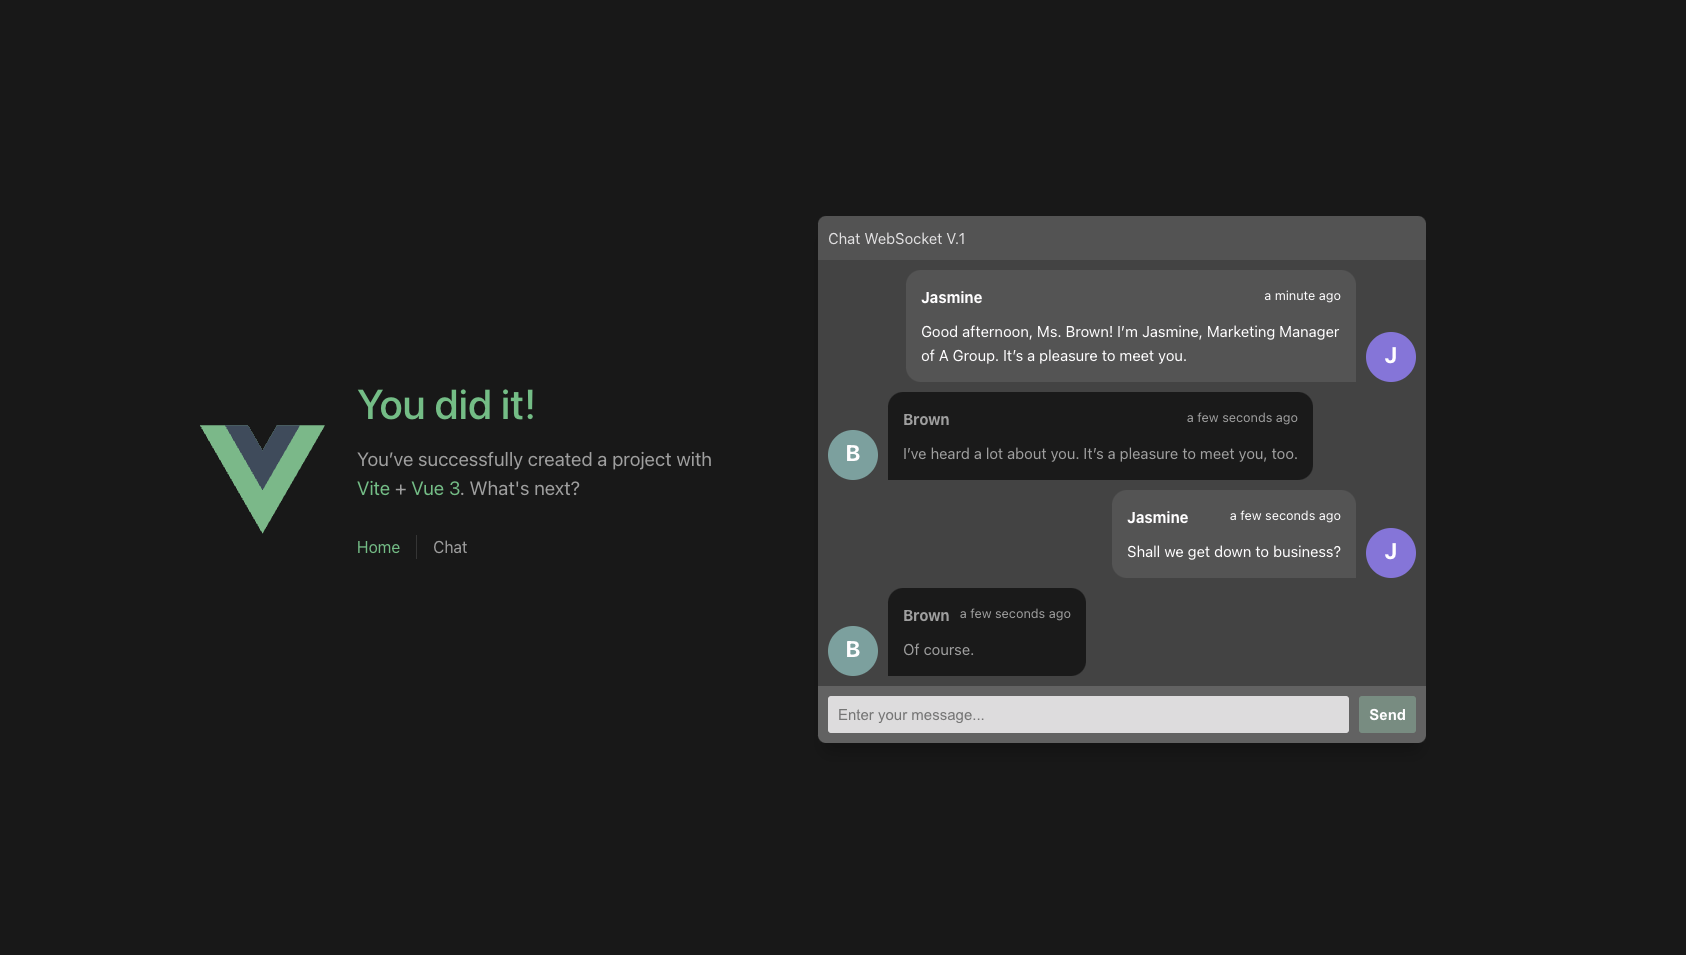 You did it!
You’ve successfully created a project with
Vite + Vue 3. What's next?
Home
Chat
Chat WebSocket V.1
Jasmine
a minute ago
Good afternoon, Ms. Brown! I’m Jasmine, Marketing Manager
of A Group. It’s a pleasure to meet you.
J
Brown
a few seconds ago
I’ve heard a lot about you. It’s a pleasure to meet you, too.
B
Jasmine
a few seconds ago
Shall we get down to business?
J
Brown
a few seconds ago
Of course.
B
Enter your message...
Send